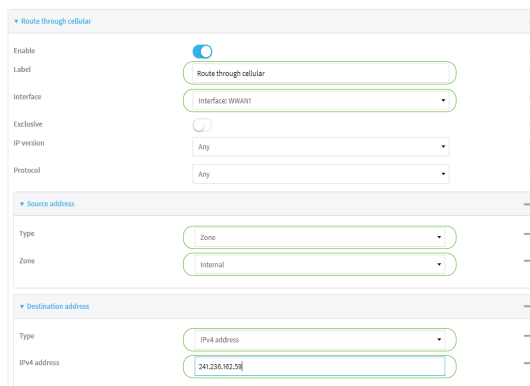 Route through cellular
Enable
Label Route through cellular
Interface Interface: WWAN1
Exclusive
IP version Any
Protocol Any
Source address
Type Zone
Zone Internal
Destination address
Type IPv4 address
IPv4 address 241.236.162.59